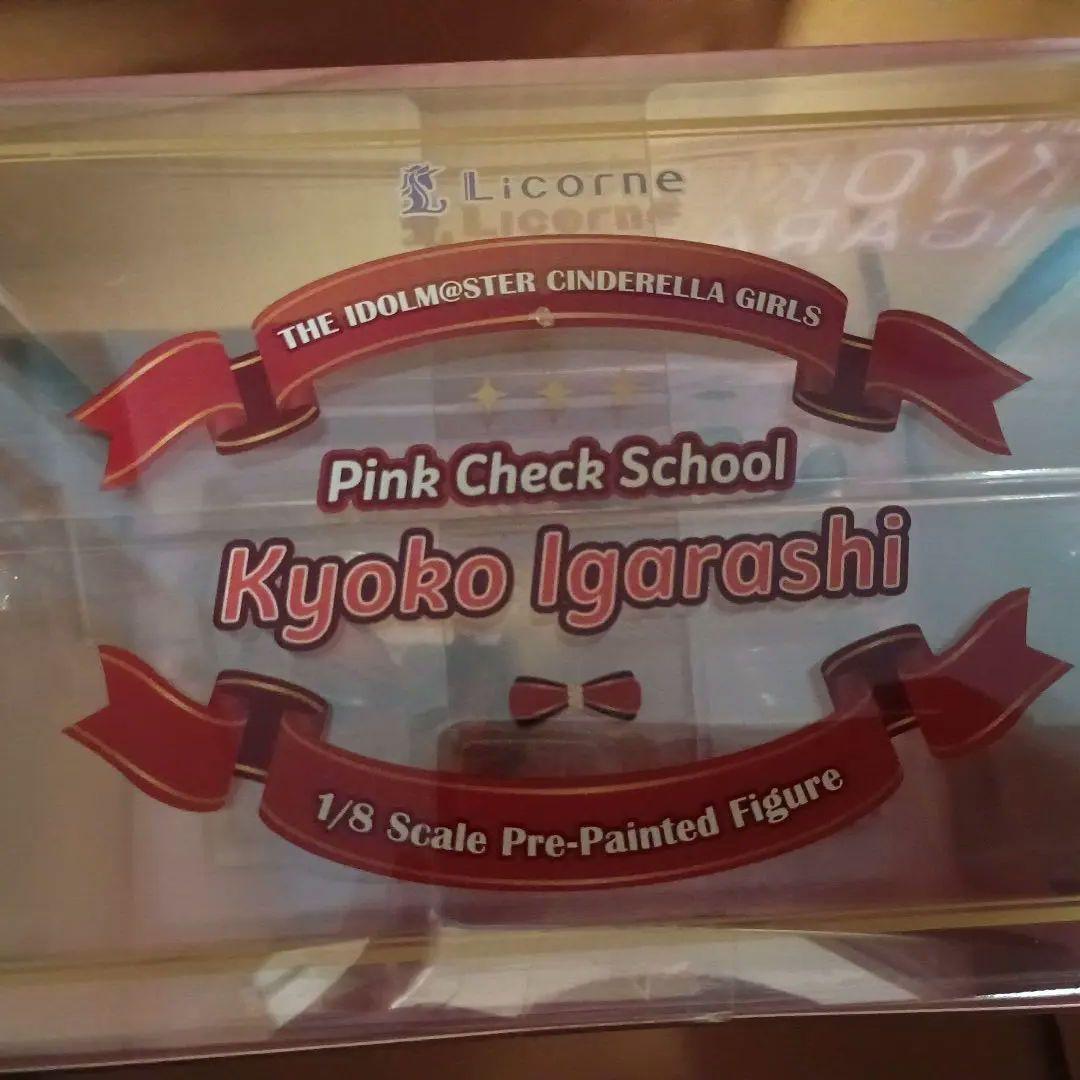 Licorne
THE IDOLM@STER CINDERELLA GIRLS
Pink Check School
Kyoko Igarashi
1/8 Scale Pre-Painted Figure